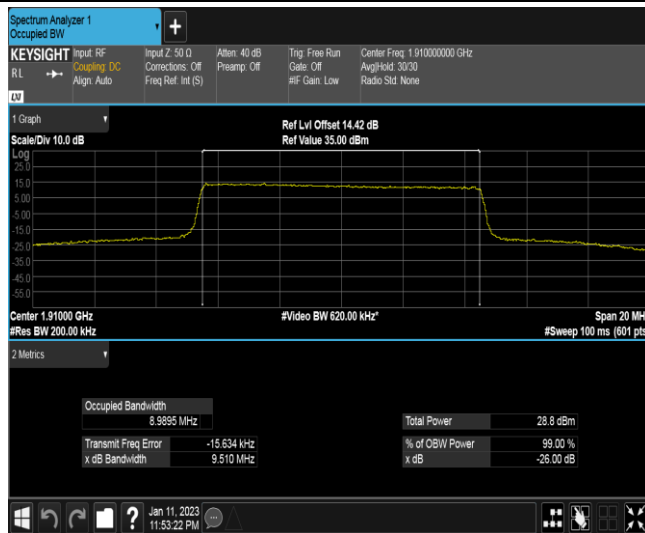 Spectrum Analyzer 1
Occupied BW
+
KEYSIGHT
RL
LXI
Input: RF
Coupling: DC
Align: Auto
Input Z: 50 Ω
Corrections: Off
Freq Ref: Int (S)
Atten: 40 dB
Preamp: Off
Trig: Free Run
Gate: Off
#IF Gain: Low
Center Freq: 1.910000000 GHz
Avg|Hold: 30/30
Radio Std: None
1 Graph
Scale/Div 10.0 dB
Ref Lvl Offset 14.42 dB
Ref Value 35.00 dBm
Log
25.0
15.0
5.00
-5.00
-15.0
-25.0
-35.0
-45.0
-55.0
Center 1.91000 GHz
#Video BW 620.00 kHz*
Span 20 MH
#Res BW 200.00 kHz
#Sweep 100 ms (601 pts
2 Metrics
Occupied Bandwidth
8.9895 MHz
Total Power 28.8 dBm
Transmit Freq Error -15.634 kHz
% of OBW Power 99.00 %
x dB Bandwidth 9.510 MHz
x dB -26.00 dB
?
Jan 11, 2023
11:53:22 PM